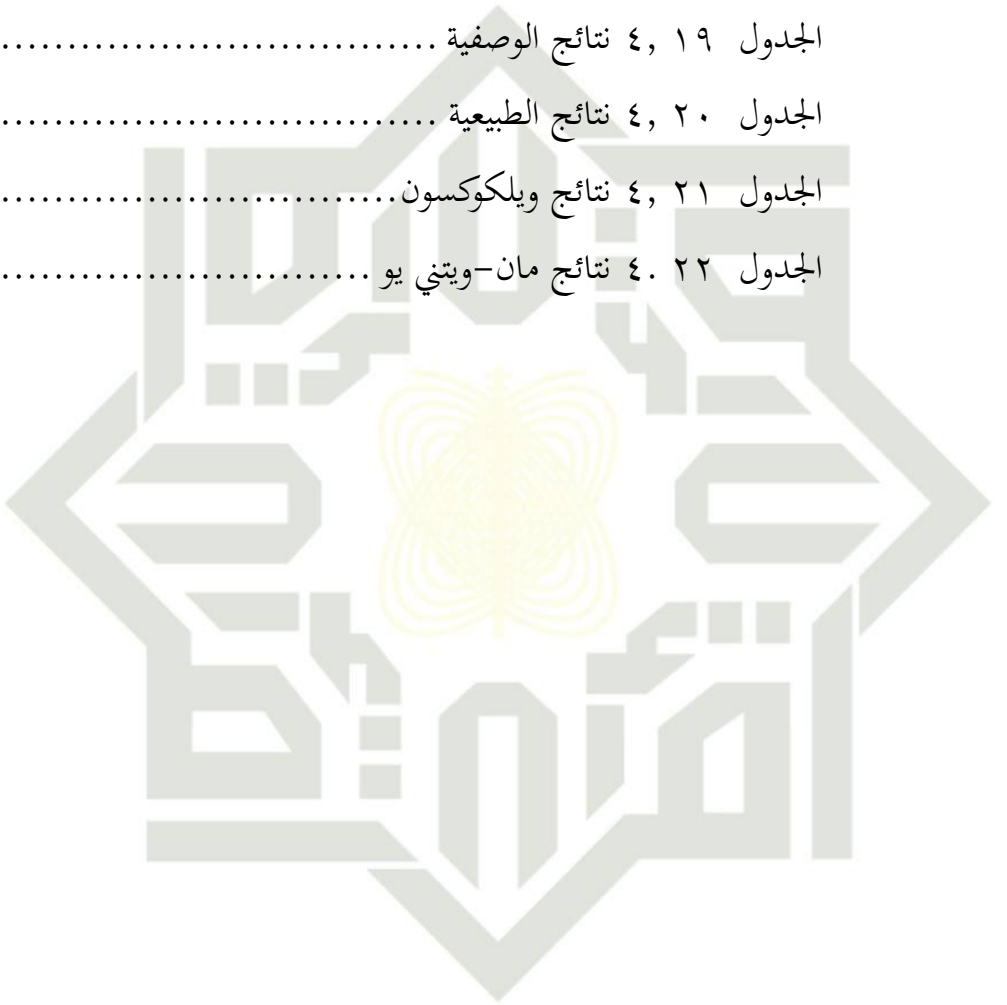 الجدول ٤,١٩ نتائج الوصفية .................................
الجدول ٤,٢٠ نتائج الطبيعية .................................
الجدول ٤,٢١ نتائج ويلكوكسون..............................
الجدول ٤.٢٢ نتائج مان-ويتني يو ............................